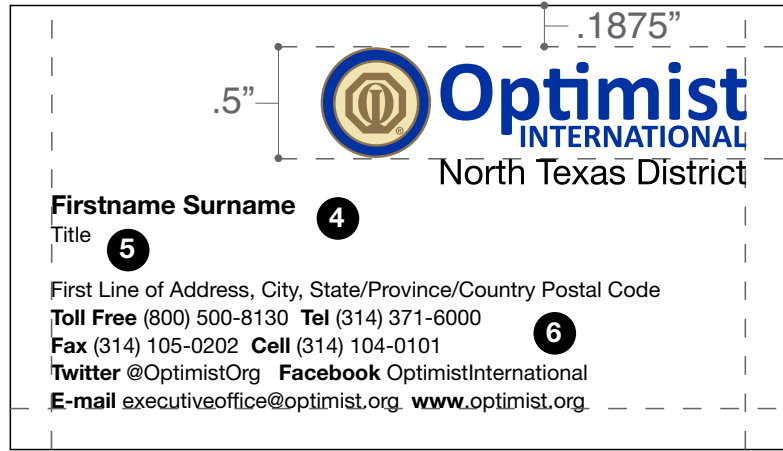 .1875”
.5”
Optimist
INTERNATIONAL
®
North Texas District
Firstname Surname
4
Title
5
First Line of Address, City, State/Province/Country Postal Code
Toll Free (800) 500-8130 Tel (314) 371-6000
6
Fax (314) 105-0202 Cell (314) 104-0101
Twitter @OptimistOrg Facebook OptimistInternational
E-mail executiveoffice@optimist.org www.optimist.org